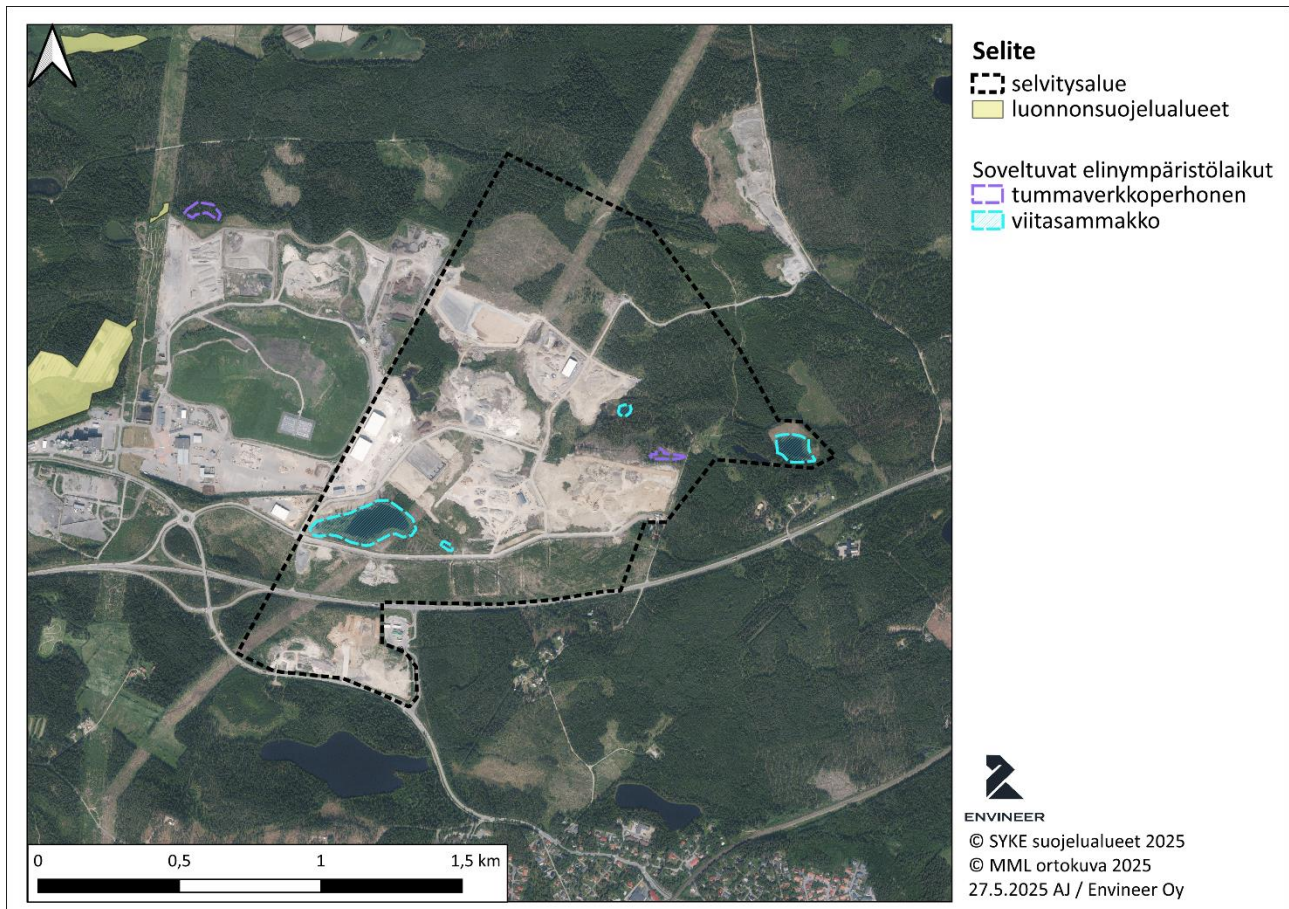 Selite
selvitysalue
luonnonsuojelualueet
Soveltuvat elinympäristölaikut
tummaverkkoperhonen
viitasammakko
ENVINEER
© SYKE suojelualueet 2025
© MML ortokuva 2025
27.5.2025 AJ / Envineer Oy
0 0,5 1 1,5 km